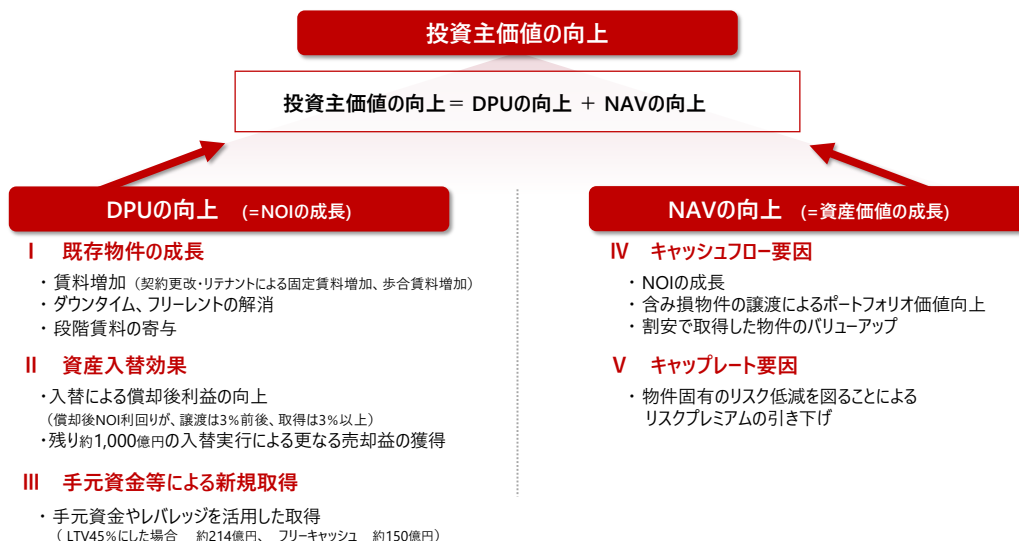 投資主価値の向上
投資主価値の向上＝ DPUの向上 ＋ NAVの向上
DPUの向上 (=NOIの成長)
Ⅰ 既存物件の成長
・ 賃料増加（契約更改・リテナントによる固定賃料増加、歩合賃料増加）
・ ダウンタイム、フリーレントの解消
・ 段階賃料の寄与
Ⅱ 資産入替効果
・入替による償却後利益の向上
（償却後NOI利回りが、譲渡は3％前後、取得は3％以上）
・残り約1,000億円の入替実行による更なる売却益の獲得
Ⅲ 手元資金等による新規取得
・ 手元資金やレバレッジを活用した取得
（ LTV45％にした場合 約214億円、 フリーキャッシュ 約150億円）
NAVの向上 (=資産価値の成長)
Ⅳ キャッシュフロー要因
・ NOIの成長
・ 含み損物件の譲渡によるポートフォリオ価値向上
・ 割安で取得した物件のバリューアップ
Ⅴ キャップレート要因
・ 物件固有のリスク低減を図ることによる
リスクプレミアムの引き下げ